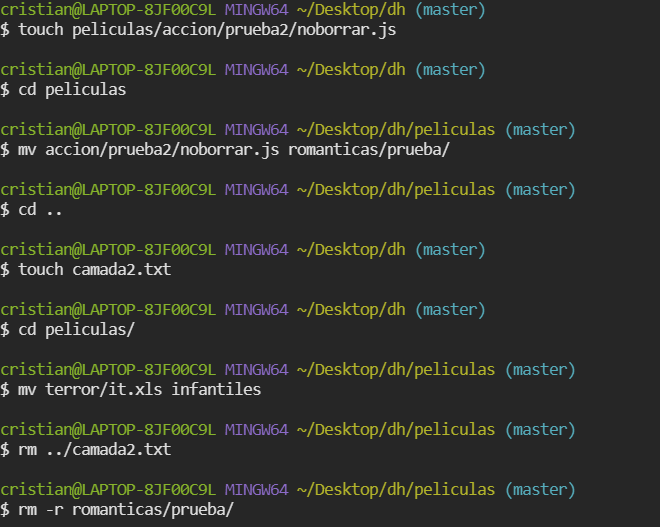 cristian@LAPTOP-8JF00C9L MINGW64 ~/Desktop/dh (master)
$ touch peliculas/accion/prueba2/noborrar.js
cristian@LAPTOP-8JF00C9L MINGW64 ~/Desktop/dh (master)
$ cd peliculas
cristian@LAPTOP-8JF00C9L MINGW64 ~/Desktop/dh/peliculas (master)
$ mv accion/prueba2/noborrar.js romanticas/prueba/
cristian@LAPTOP-8JF00C9L MINGW64 ~/Desktop/dh/peliculas (master)
$ cd ..
cristian@LAPTOP-8JF00C9L MINGW64 ~/Desktop/dh (master)
$ touch camada2.txt
cristian@LAPTOP-8JF00C9L MINGW64 ~/Desktop/dh (master)
$ cd peliculas/
cristian@LAPTOP-8JF00C9L MINGW64 ~/Desktop/dh/peliculas (master)
$ mv terror/it.xls infantiles
cristian@LAPTOP-8JF00C9L MINGW64 ~/Desktop/dh/peliculas (master)
$ rm ../camada2.txt
cristian@LAPTOP-8JF00C9L MINGW64 ~/Desktop/dh/peliculas (master)
$ rm -r romanticas/prueba/